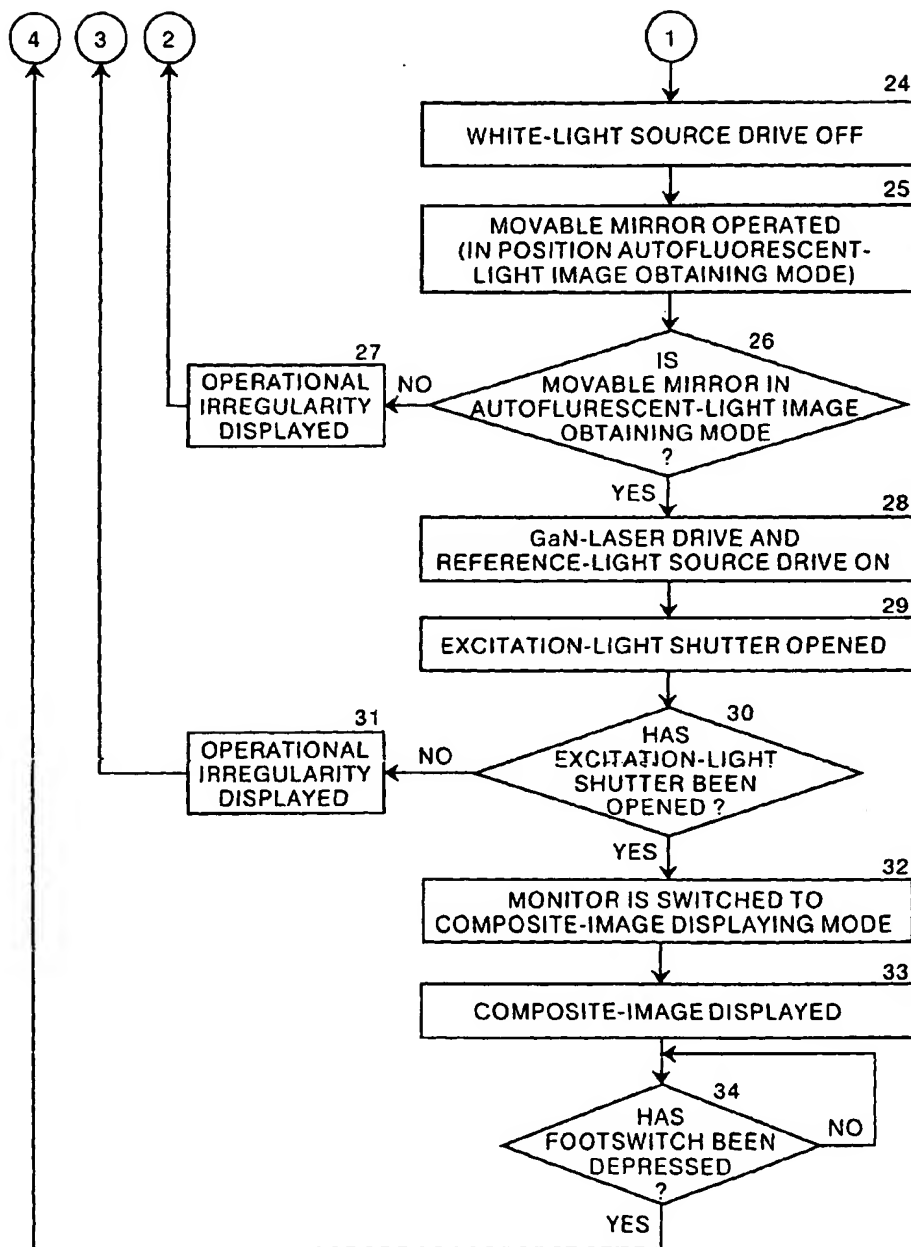 4
3
2
1
24
WHITE-LIGHT SOURCE DRIVE OFF
25
MOVABLE MIRROR OPERATED
(IN POSITION AUTOFLUORESCENT-
LIGHT IMAGE OBTAINING MODE)
26
IS
MOVABLE MIRROR IN
AUTOFLURESCENT-LIGHT IMAGE
OBTAINING MODE
?
NO
27
OPERATIONAL
IRREGULARITY
DISPLAYED
YES
28
GaN-LASER DRIVE AND
REFERENCE-LIGHT SOURCE DRIVE ON
29
EXCITATION-LIGHT SHUTTER OPENED
30
HAS
EXCITATION-LIGHT
SHUTTER BEEN
OPENED ?
NO
31
OPERATIONAL
IRREGULARITY
DISPLAYED
YES
32
MONITOR IS SWITCHED TO
COMPOSITE-IMAGE DISPLAYING MODE
33
COMPOSITE-IMAGE DISPLAYED
34
HAS
FOOTSWITCH BEEN
DEPRESSED
?
NO
YES